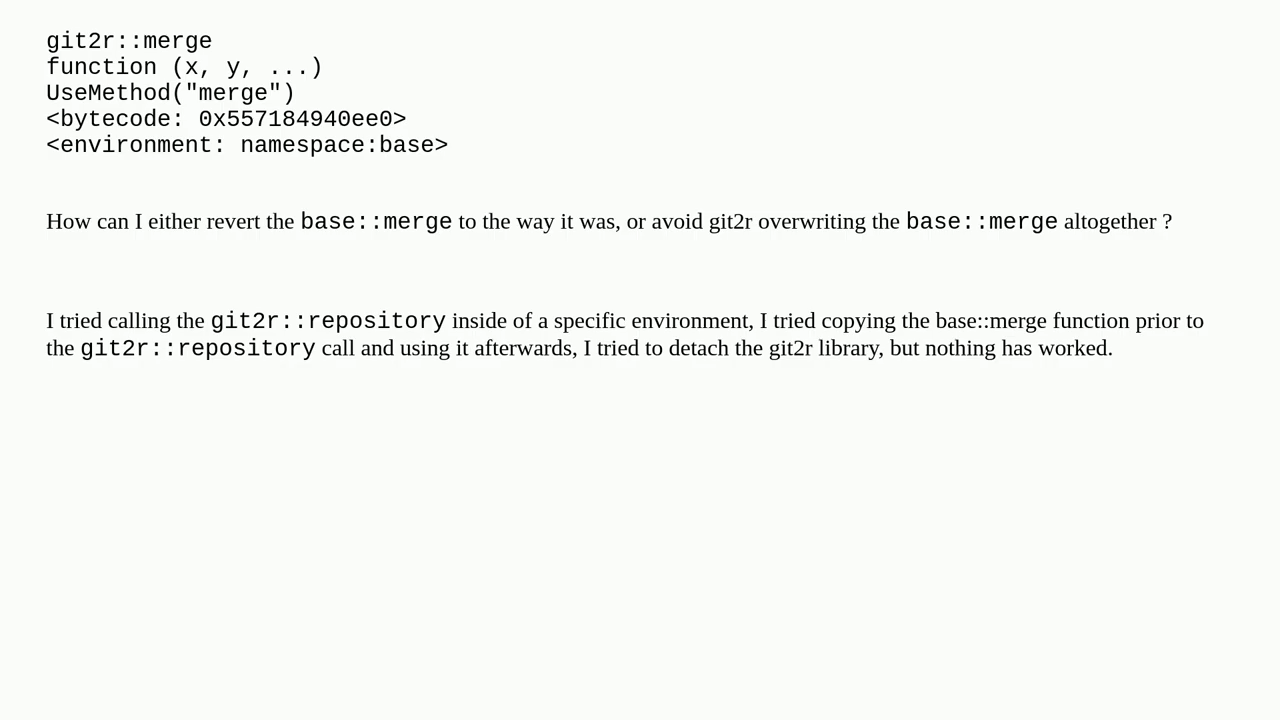 git2r::merge
function (x, y, ...)
UseMethod("merge")
<bytecode: 0x557184940ee0>
<environment: namespace:base>
How can I either revert the base::merge to the way it was, or avoid git2r overwriting the base::merge altogether ?
I tried calling the git2r::repository inside of a specific environment, I tried copying the base::merge function prior to
the git2r::repository call and using it afterwards, I tried to detach the git2r library, but nothing has worked.